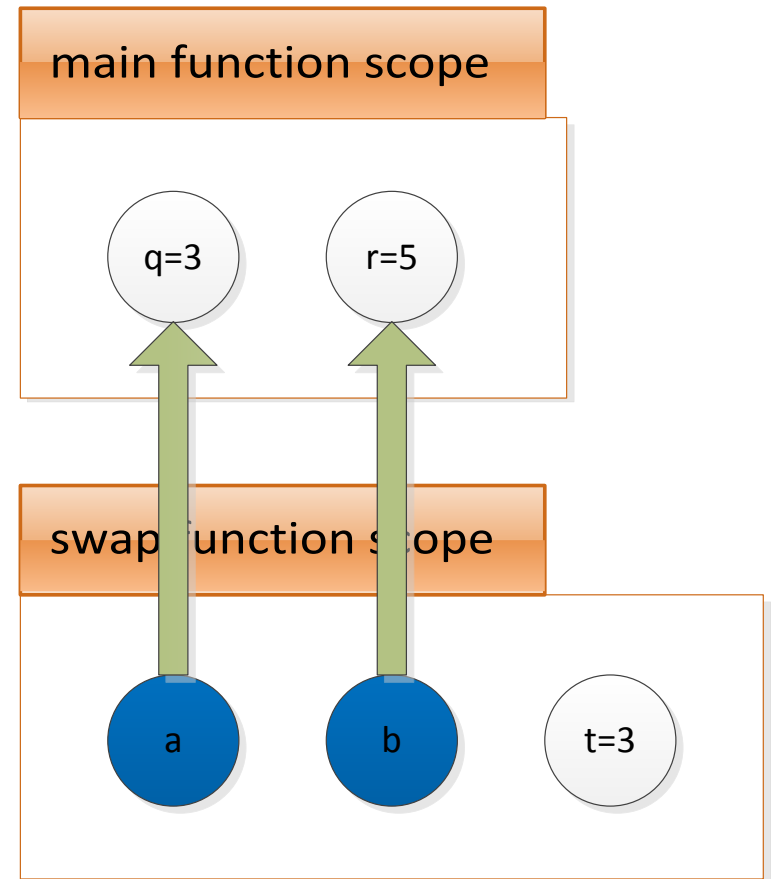 main function scope
q=3
r=5
swap function scope
a
b
t=3